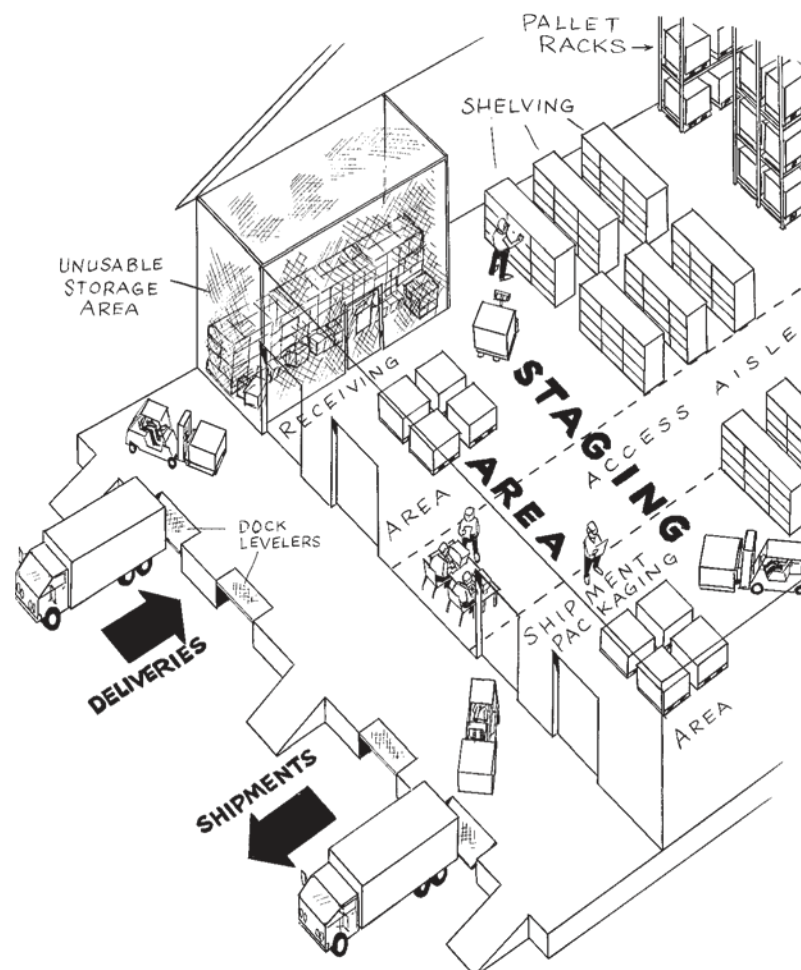 PALLET
RACKS
SHELVING
UNUSABLE
STORAGE
AREA
RECEIVING
AREA
STAGING
AREA
ACCESS AISLE
DOCK
LEVELERS
SHIPMENT
PACKAGING
AREA
DELIVERIES
SHIPMENTS